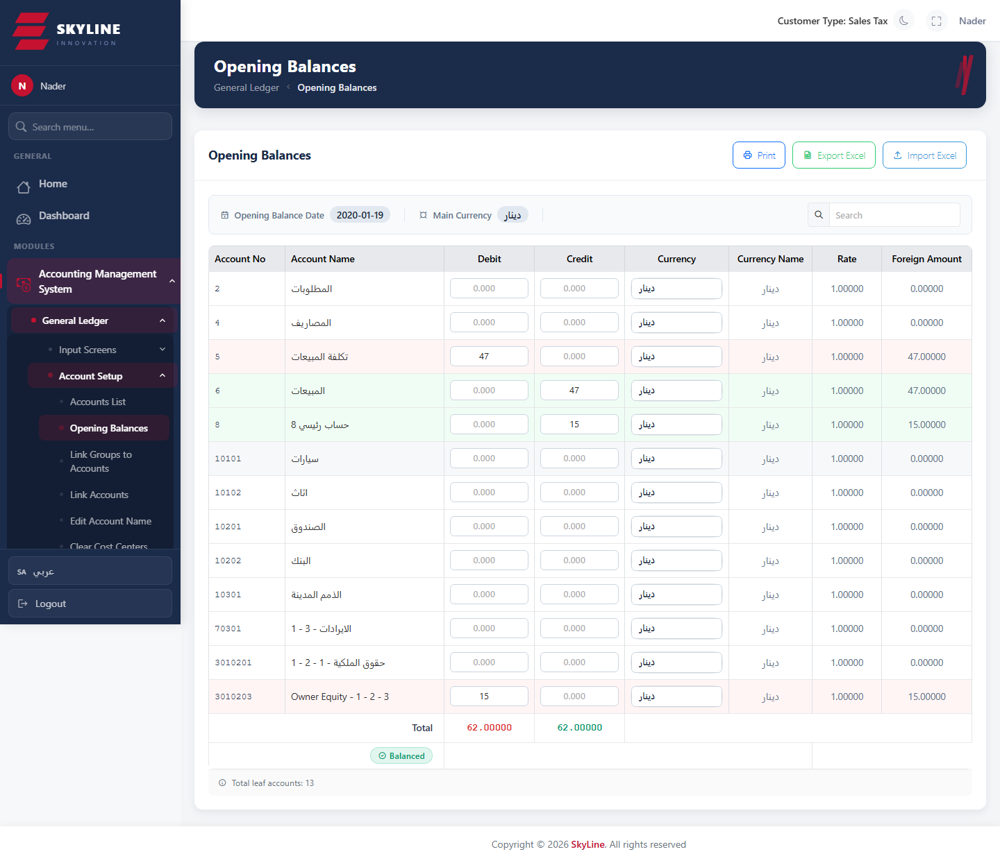 SKYLINE
INNOVATION
N Nader
Search menu...
GENERAL
Home
Dashboard
MODULES
Accounting Management
System
General Ledger
Input Screens
Account Setup
Accounts List
Opening Balances
Link Groups to
Accounts
Link Accounts
Edit Account Name
Clear Cost Centers
SA عربي
Logout
Customer Type: Sales Tax
Nader
Opening Balances
General Ledger < Opening Balances
Opening Balances
Print
Export Excel
Import Excel
Opening Balance Date 2020-01-19
Main Currency دينار
Search
Account No Account Name Debit Credit Currency Currency Name Rate Foreign Amount
2 المطلوبات 0.000 0.000 دينار دينار 1.00000 0.00000
4 المصاريف 0.000 0.000 دينار دينار 1.00000 0.00000
5 تكلفة المبيعات 47 0.000 دينار دينار 1.00000 47.00000
6 المبيعات 0.000 47 دينار دينار 1.00000 47.00000
8 حساب رئيسي 8 0.000 15 دينار دينار 1.00000 15.00000
10101 سيارات 0.000 0.000 دينار دينار 1.00000 0.00000
10102 اثاث 0.000 0.000 دينار دينار 1.00000 0.00000
10201 الصندوق 0.000 0.000 دينار دينار 1.00000 0.00000
10202 البنك 0.000 0.000 دينار دينار 1.00000 0.00000
10301 الذمم المدينة 0.000 0.000 دينار دينار 1.00000 0.00000
70301 الايرادات - 3 - 1 0.000 0.000 دينار دينار 1.00000 0.00000
3010201 حقوق الملكية - 1 - 2 - 1 0.000 0.000 دينار دينار 1.00000 0.00000
3010203 Owner Equity - 1 - 2 - 3 15 0.000 دينار دينار 1.00000 15.00000
Total 62.00000 62.00000
Balanced
Total leaf accounts: 13
Copyright © 2026 SkyLine. All rights reserved